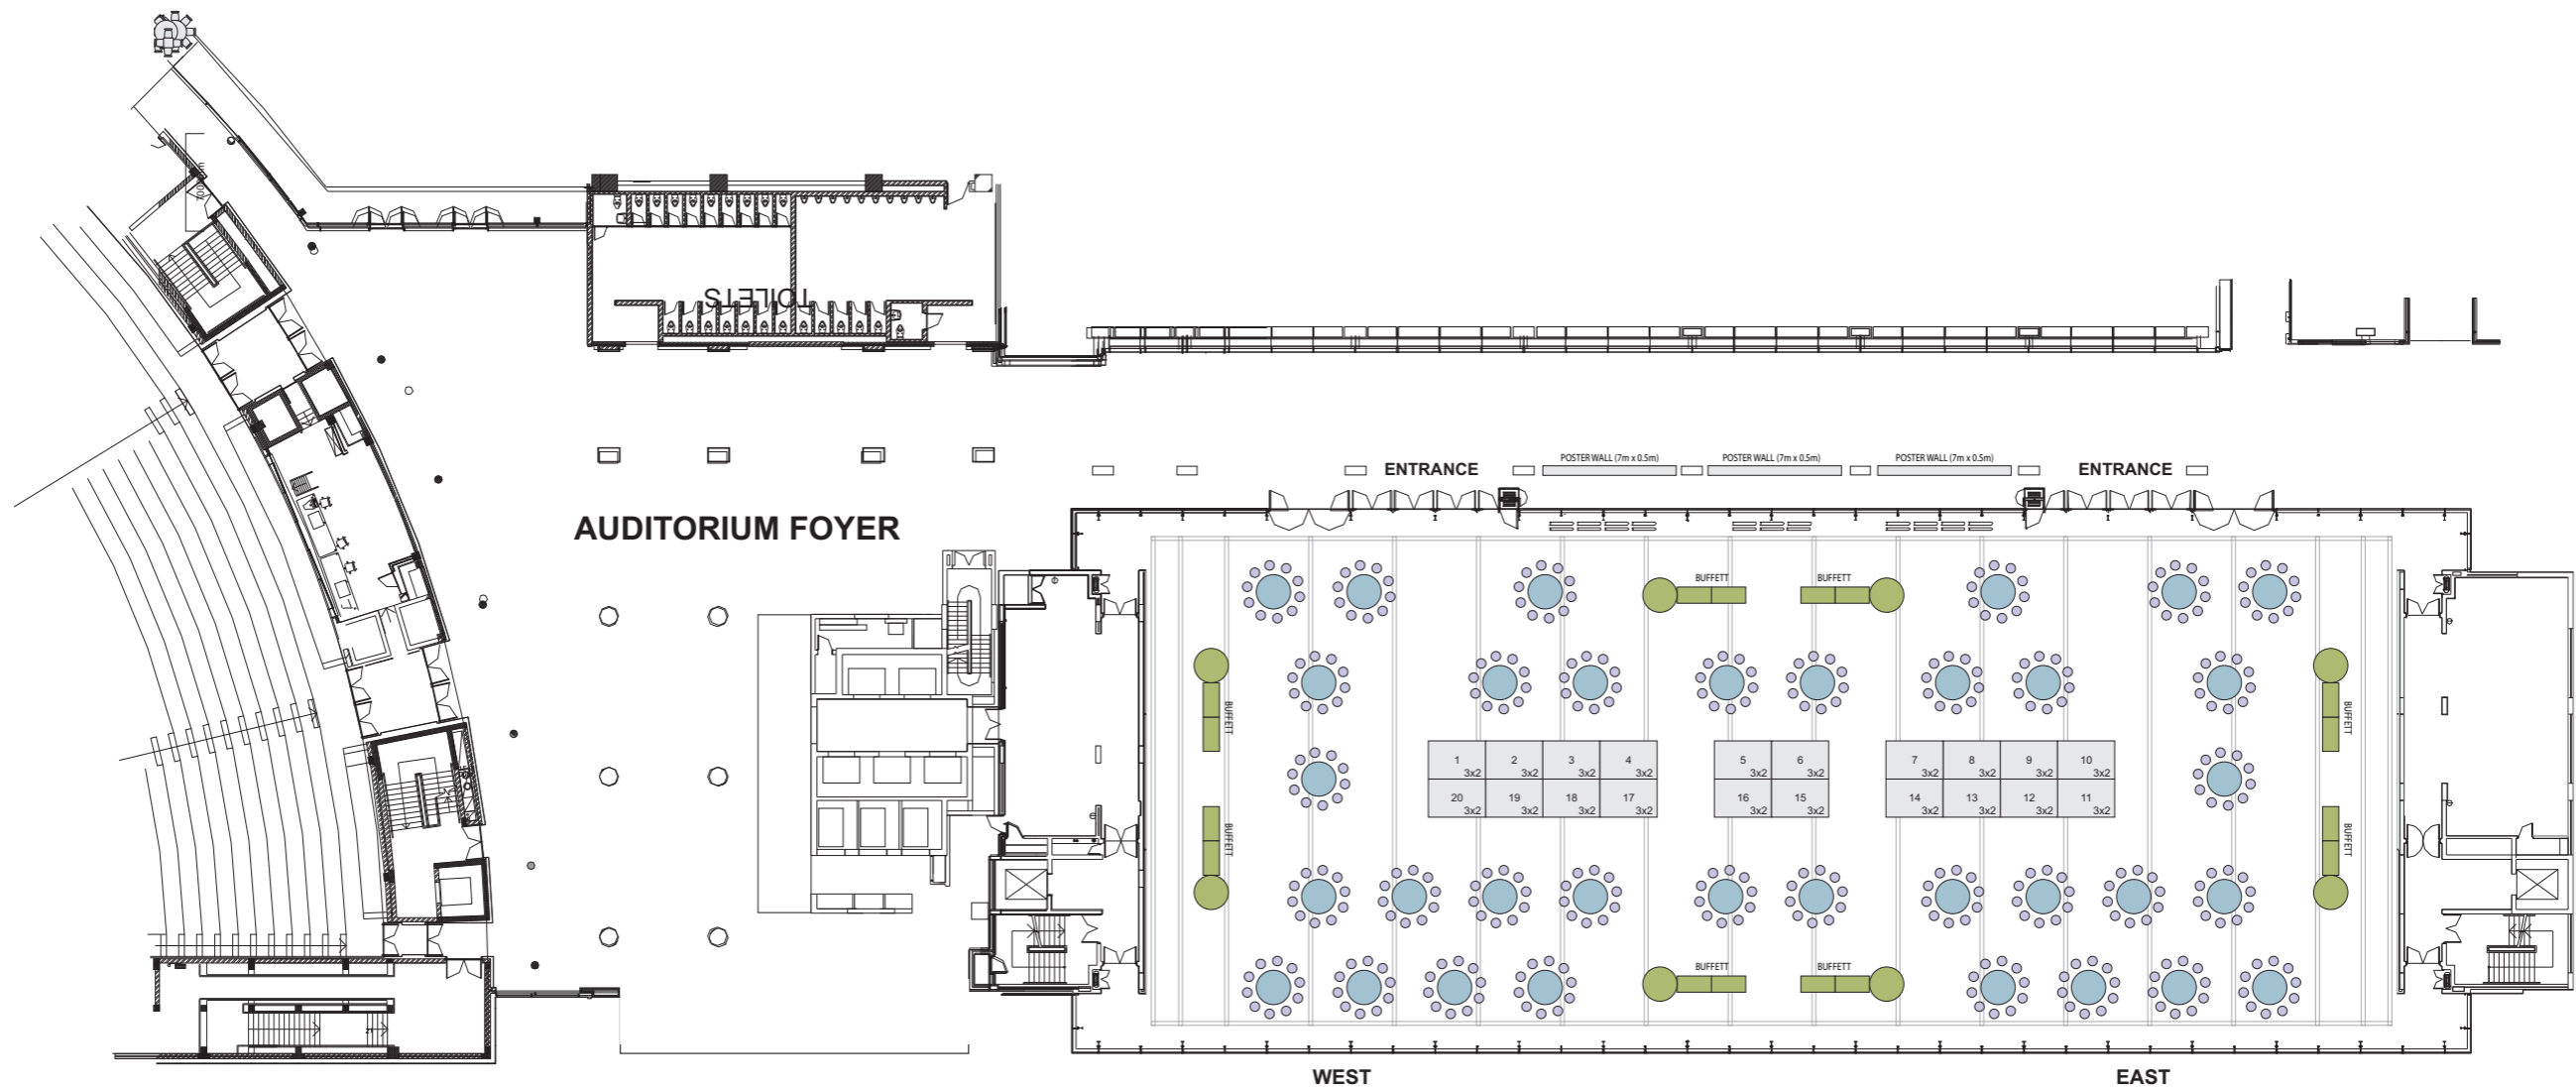 TOILETS
POSTER WALL (7m x 0.5m)
POSTER WALL (7m x 0.5m)
POSTER WALL (7m x 0.5m)
ENTRANCE
ENTRANCE
AUDITORIUM FOYER
BUFFETT
BUFFETT
BUFFETT
BUFFETT
1 3x2
2 3x2
3 3x2
4 3x2
5 3x2
6 3x2
7 3x2
8 3x2
9 3x2
10 3x2
20 3x2
19 3x2
18 3x2
17 3x2
16 3x2
15 3x2
14 3x2
13 3x2
12 3x2
11 3x2
BUFFETT
BUFFETT
BUFFETT
BUFFETT
WEST
EAST